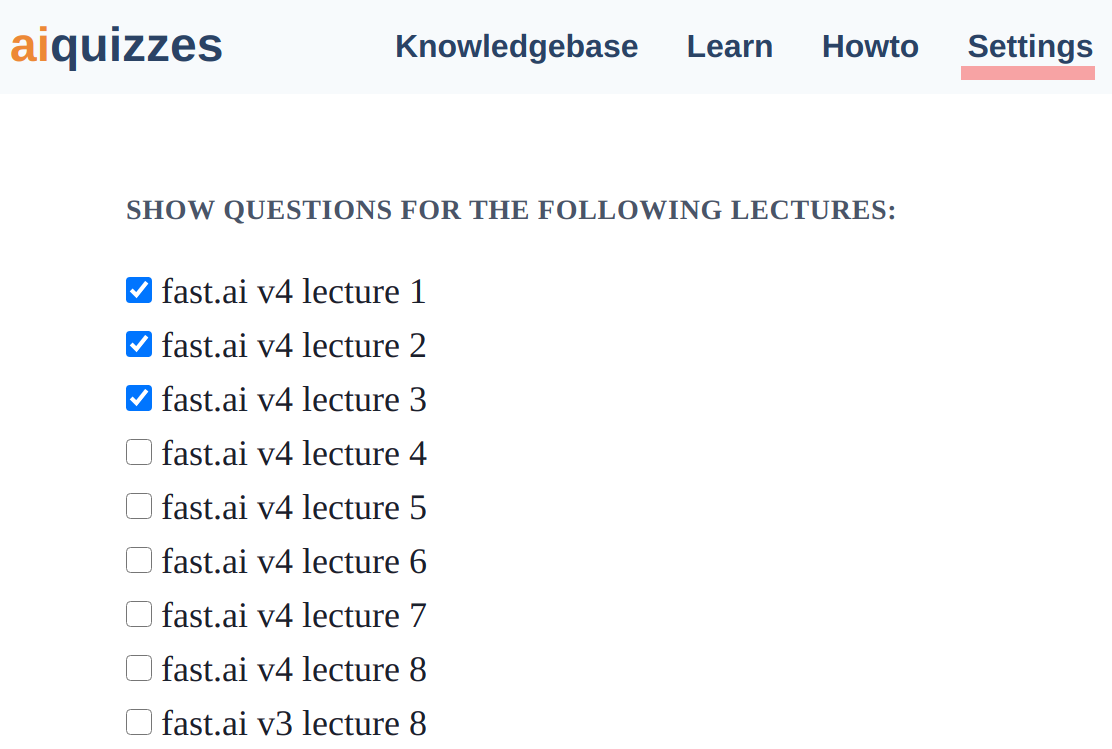 aiquizzes Knowledgebase Learn Howto Settings
SHOW QUESTIONS FOR THE FOLLOWING LECTURES:
fast.ai v4 lecture 1
fast.ai v4 lecture 2
fast.ai v4 lecture 3
fast.ai v4 lecture 4
fast.ai v4 lecture 5
fast.ai v4 lecture 6
fast.ai v4 lecture 7
fast.ai v4 lecture 8
fast.ai v3 lecture 8